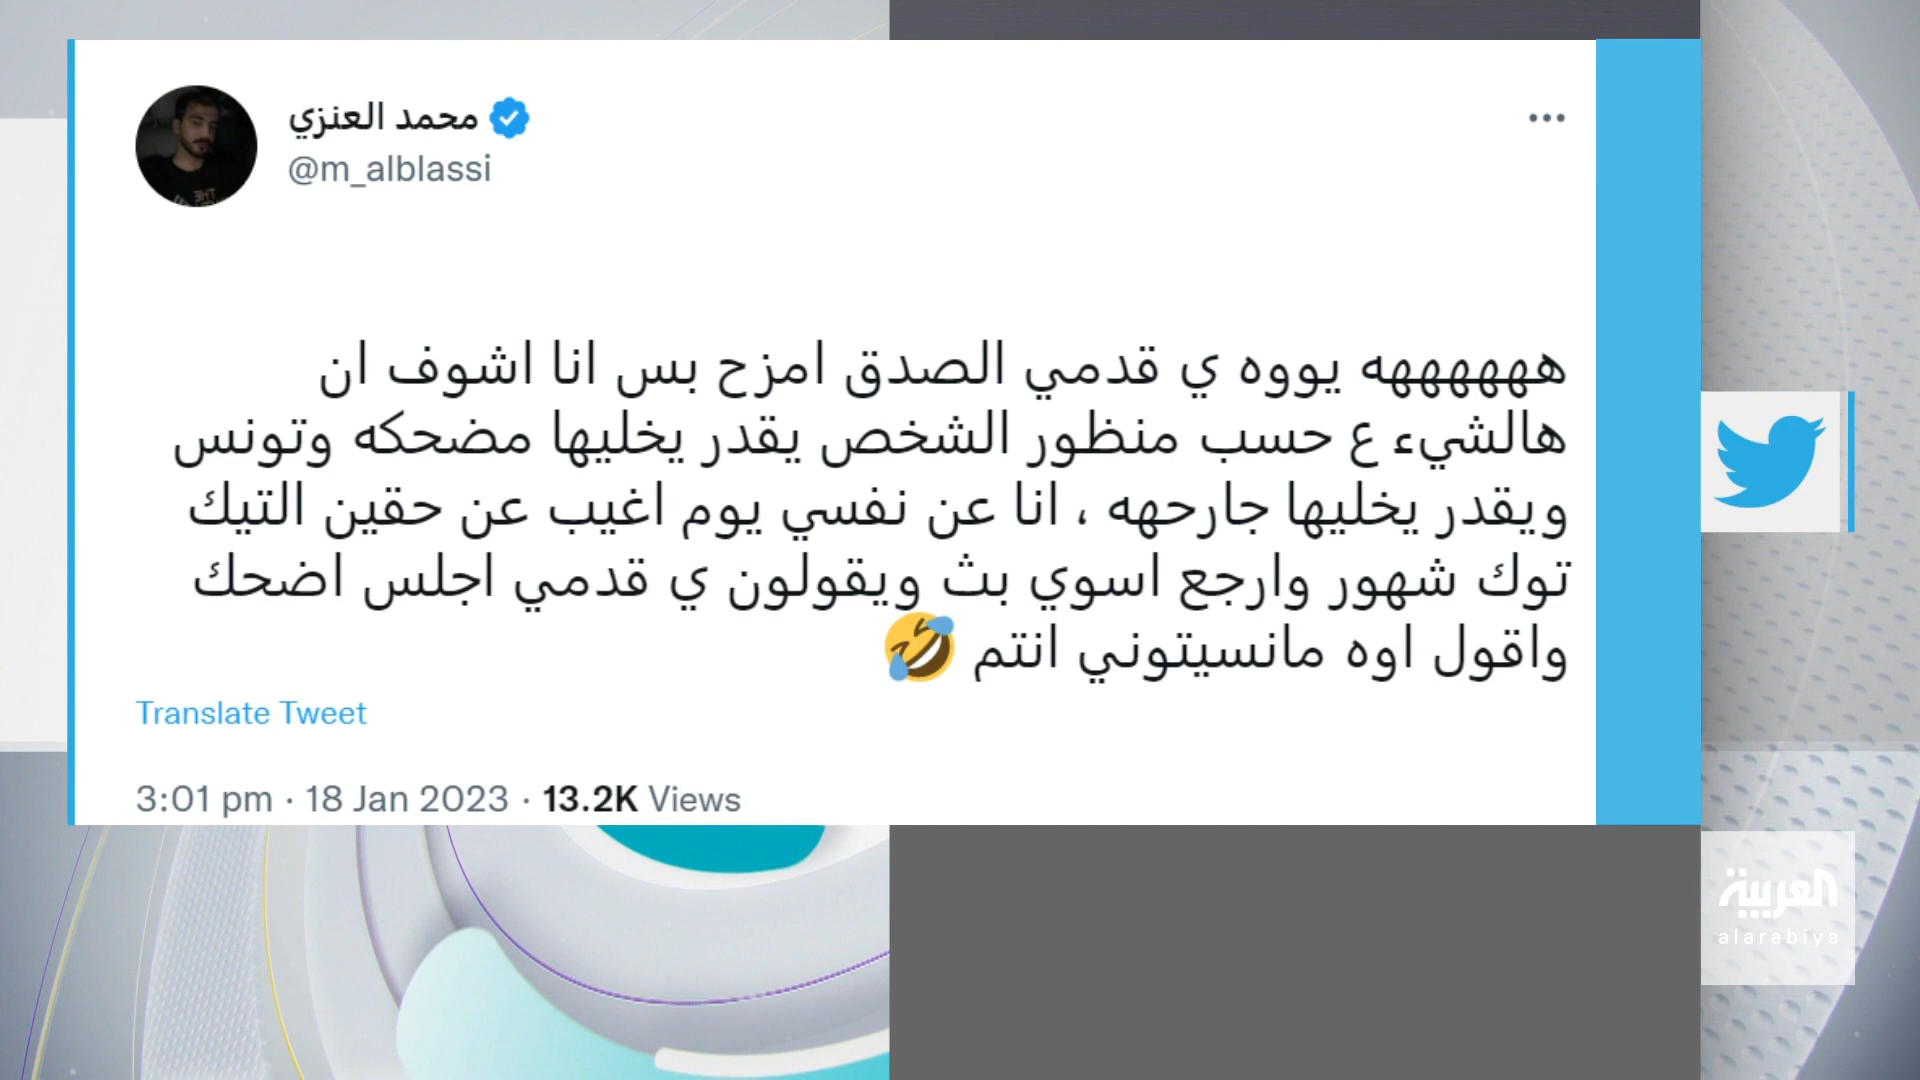 محمد العنزي
@m_alblassi
ههههههه يووه ي قدمي الصدق امزح بس انا اشوف ان
هالشيء ع حسب منظور الشخص يقدر يخليها مضحكه وتونس
ويقدر يخليها جارحهه ، انا عن نفسي يوم اغيب عن حقين التيك
توك شهور وارجع اسوي بث ويقولون ي قدمي اجلس اضحك
واقول اوه مانسيتوني انتم 🤣
Translate Tweet
3:01 pm · 18 Jan 2023 · 13.2K Views
العربية
alarabiya